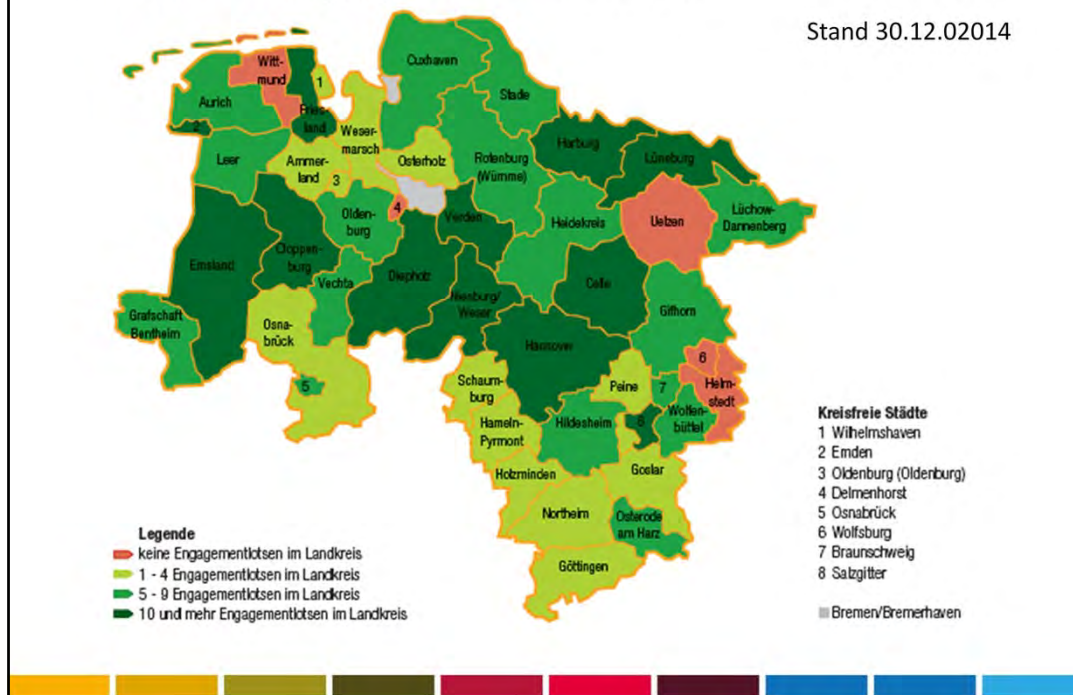 Stand 30.12.02014
Cuxhaven
Witt-
mund
1
Stade
Aurich
Fries-
land
2
Weser-
marsch
Harburg
Lüneburg
Leer
Ammer-
land
Osterholz
Rotenburg
(Wümme)
3
4
Olden-
burg
Verden
Heidekreis
Uelzen
Lüchow-
Dannenberg
Emsland
Cloppen-
burg
Vechta
Diepholz
Celle
Nienburg/
Weser
Gifhorn
Grafschaft
Bentheim
Osna-
brück
Hannover
6
5
Schaum-
burg
Peine
7
Helm-
stedt
Wolfen-
büttel
8
Hildesheim
Hameln-
Pyrmont
Holzminden
Goslar
Northeim
Osterode
am Harz
Göttingen
Legende
keine Engagementlotsen im Landkreis
1 - 4 Engagementlotsen im Landkreis
5 - 9 Engagementlotsen im Landkreis
10 und mehr Engagementlotsen im Landkreis
Kreisfreie Städte
1 Wilhelmshaven
2 Emden
3 Oldenburg (Oldenburg)
4 Delmenhorst
5 Osnabrück
6 Wolfsburg
7 Braunschweig
8 Salzgitter
Bremen/Bremerhaven